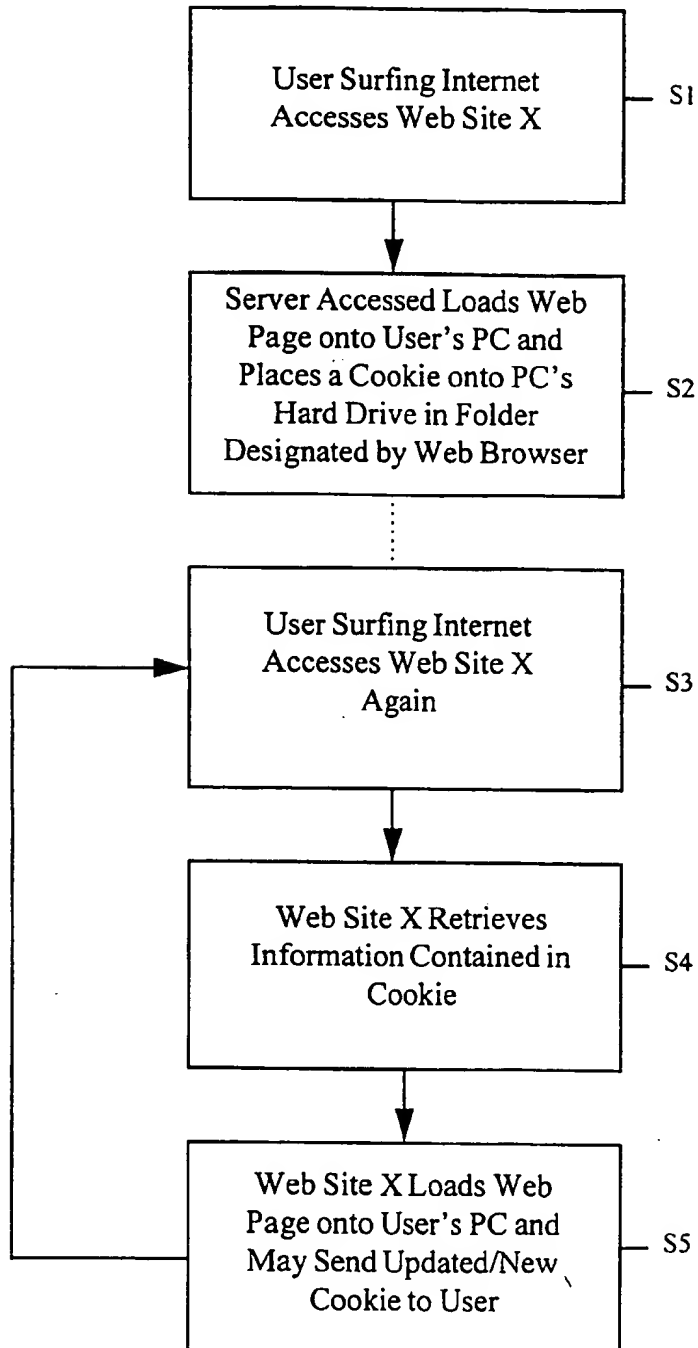 User Surfing Internet
Accesses Web Site X
S1
Server Accessed Loads Web
Page onto User's PC and
Places a Cookie onto PC's
Hard Drive in Folder
Designated by Web Browser
S2
User Surfing Internet
Accesses Web Site X
Again
S3
Web Site X Retrieves
Information Contained in
Cookie
S4
Web Site X Loads Web
Page onto User's PC and
May Send Updated/New
Cookie to User
S5